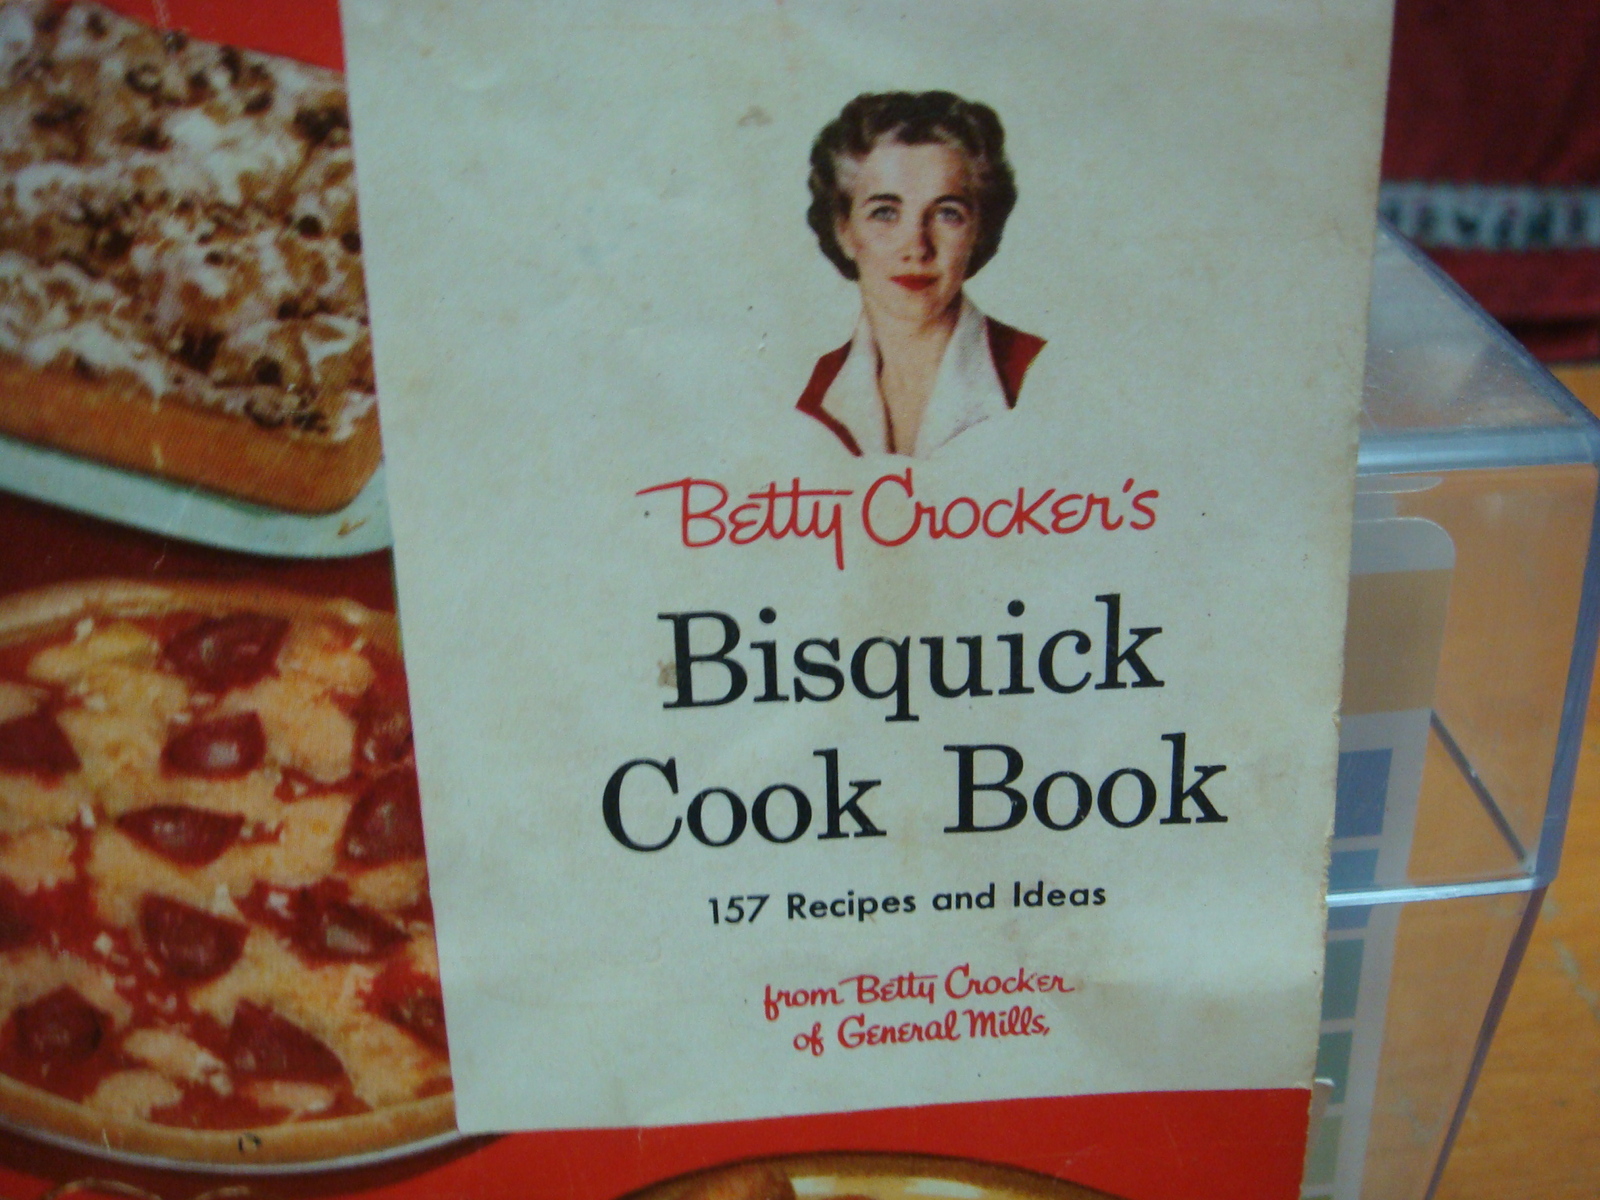 Betty Crocker's
Bisquick
Cook Book
157 Recipes and Ideas
from Betty Crocker
of General Mills,